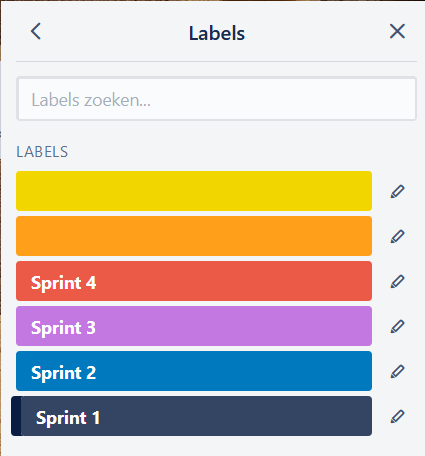 Labels
Labels zoeken...
LABELS
Sprint 4
Sprint 3
Sprint 2
Sprint 1